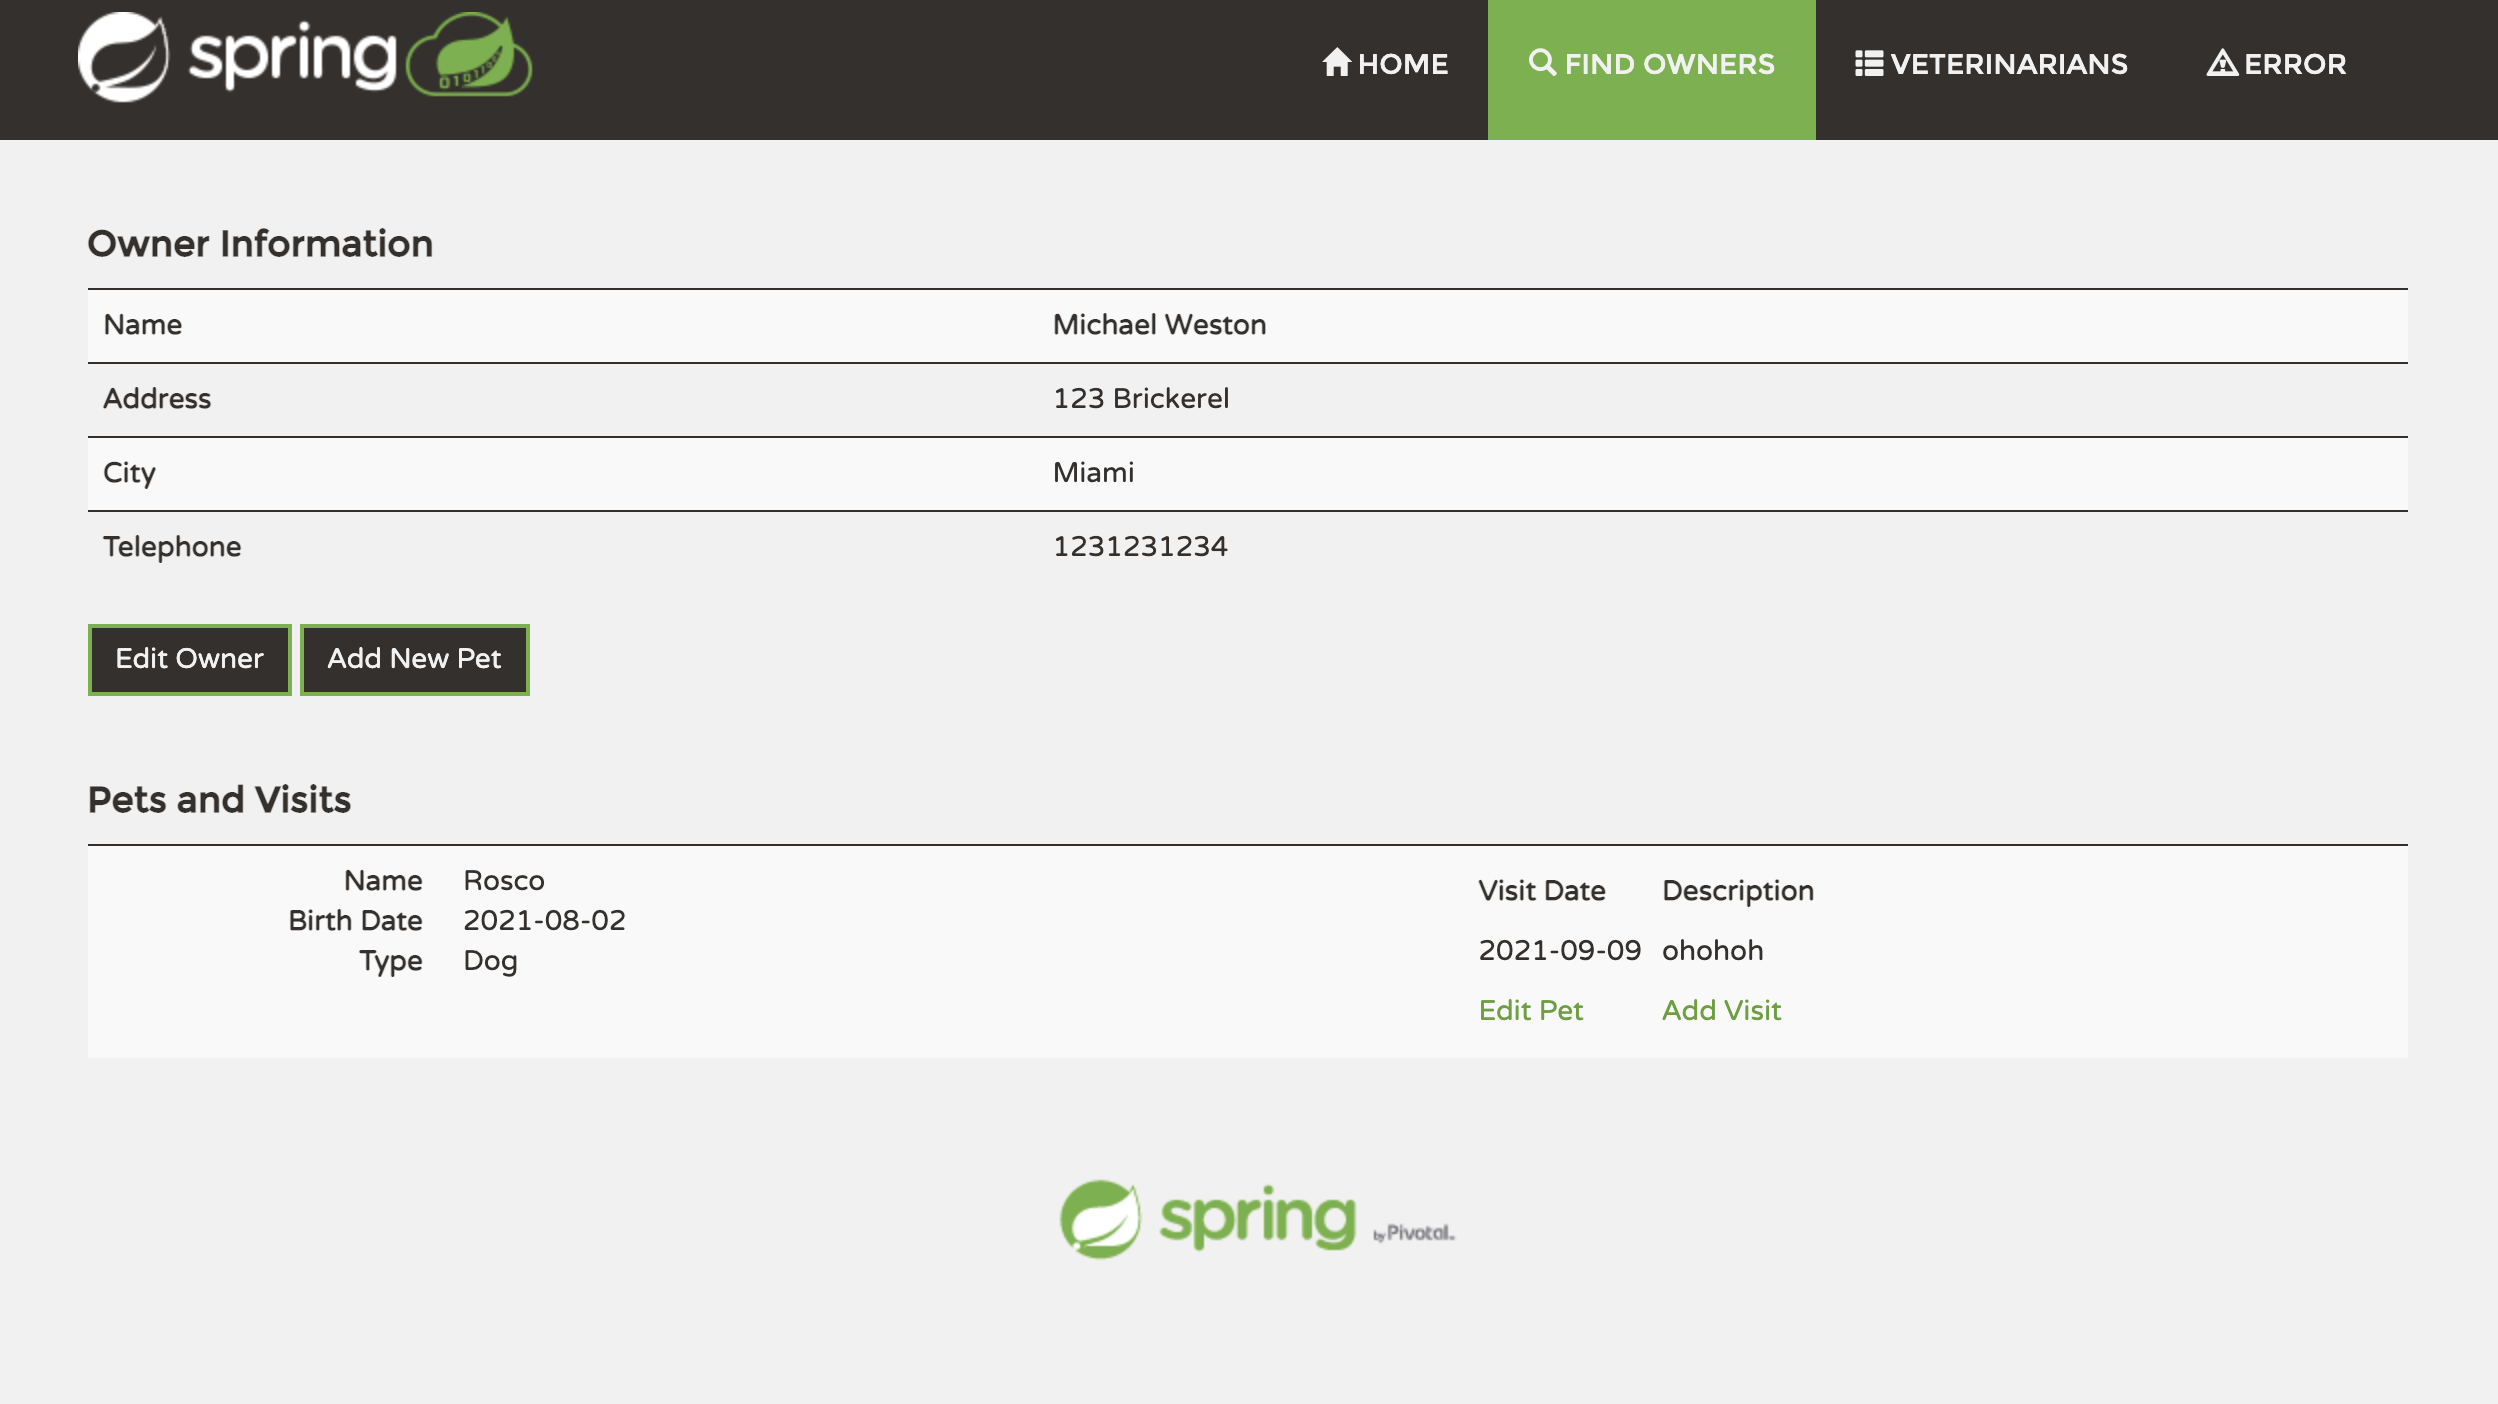 spring
HOME
FIND OWNERS
VETERINARIANS
ERROR
Owner Information
Name Michael Weston
Address 123 Brickerel
City Miami
Telephone 1231231234
Edit Owner
Add New Pet
Pets and Visits
Name Rosco
Birth Date 2021-08-02
Type Dog
Visit Date Description
2021-09-09 ohohoh
Edit Pet Add Visit
spring by Pivotal